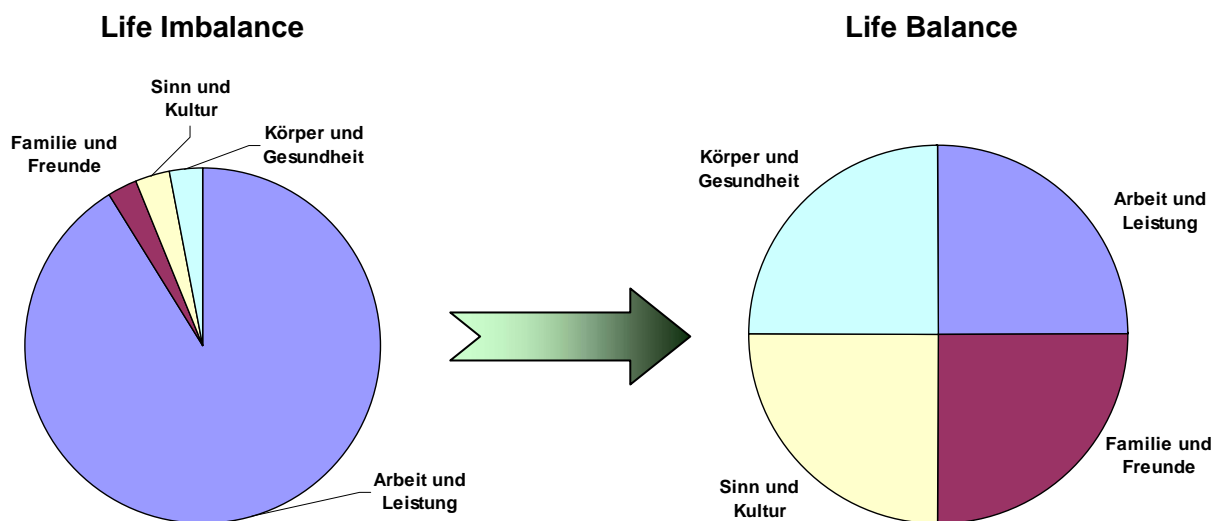 Life Imbalance
Sinn und
Kultur
Familie und
Freunde
Körper und
Gesundheit
Arbeit und
Leistung
Life Balance
Körper und
Gesundheit
Arbeit und
Leistung
Sinn und
Kultur
Familie und
Freunde